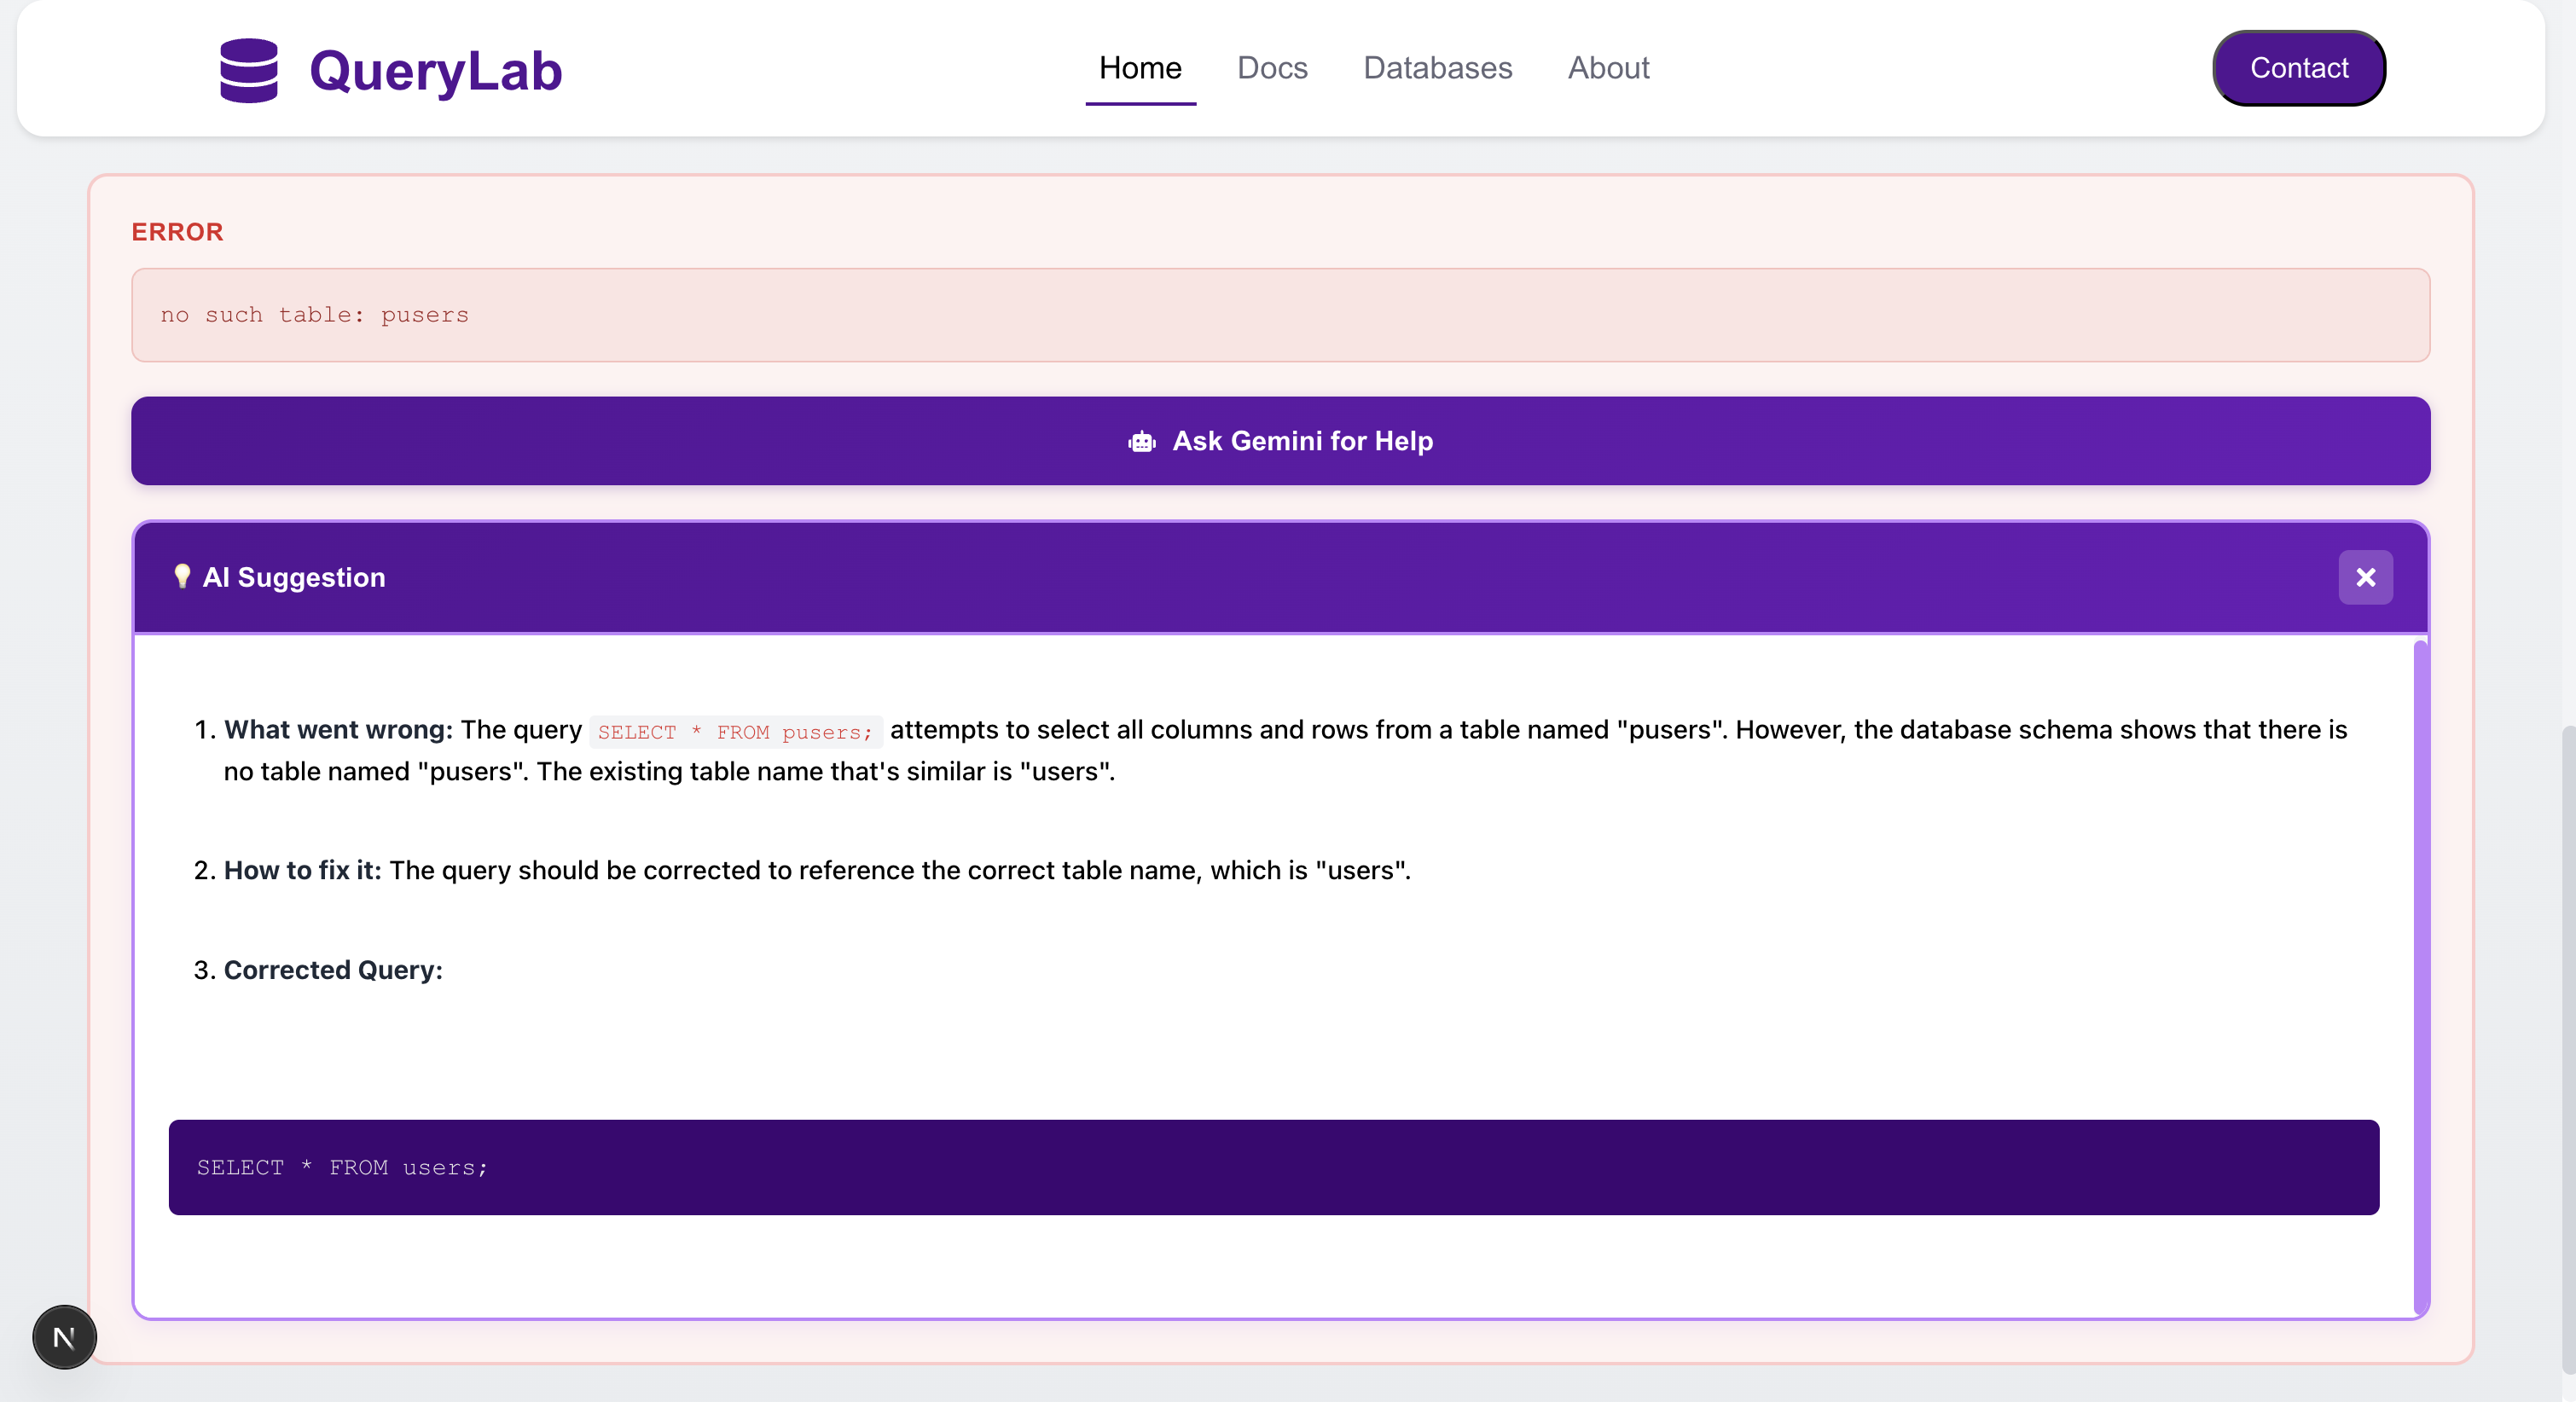 QueryLab
Home Docs Databases About
Contact
ERROR
no such table: pusers
Ask Gemini for Help
AI Suggestion
1. What went wrong: The query SELECT * FROM pusers; attempts to select all columns and rows from a table named "pusers". However, the database schema shows that there is
no table named "pusers". The existing table name that's similar is "users".
2. How to fix it: The query should be corrected to reference the correct table name, which is "users".
3. Corrected Query:
SELECT * FROM users;
N